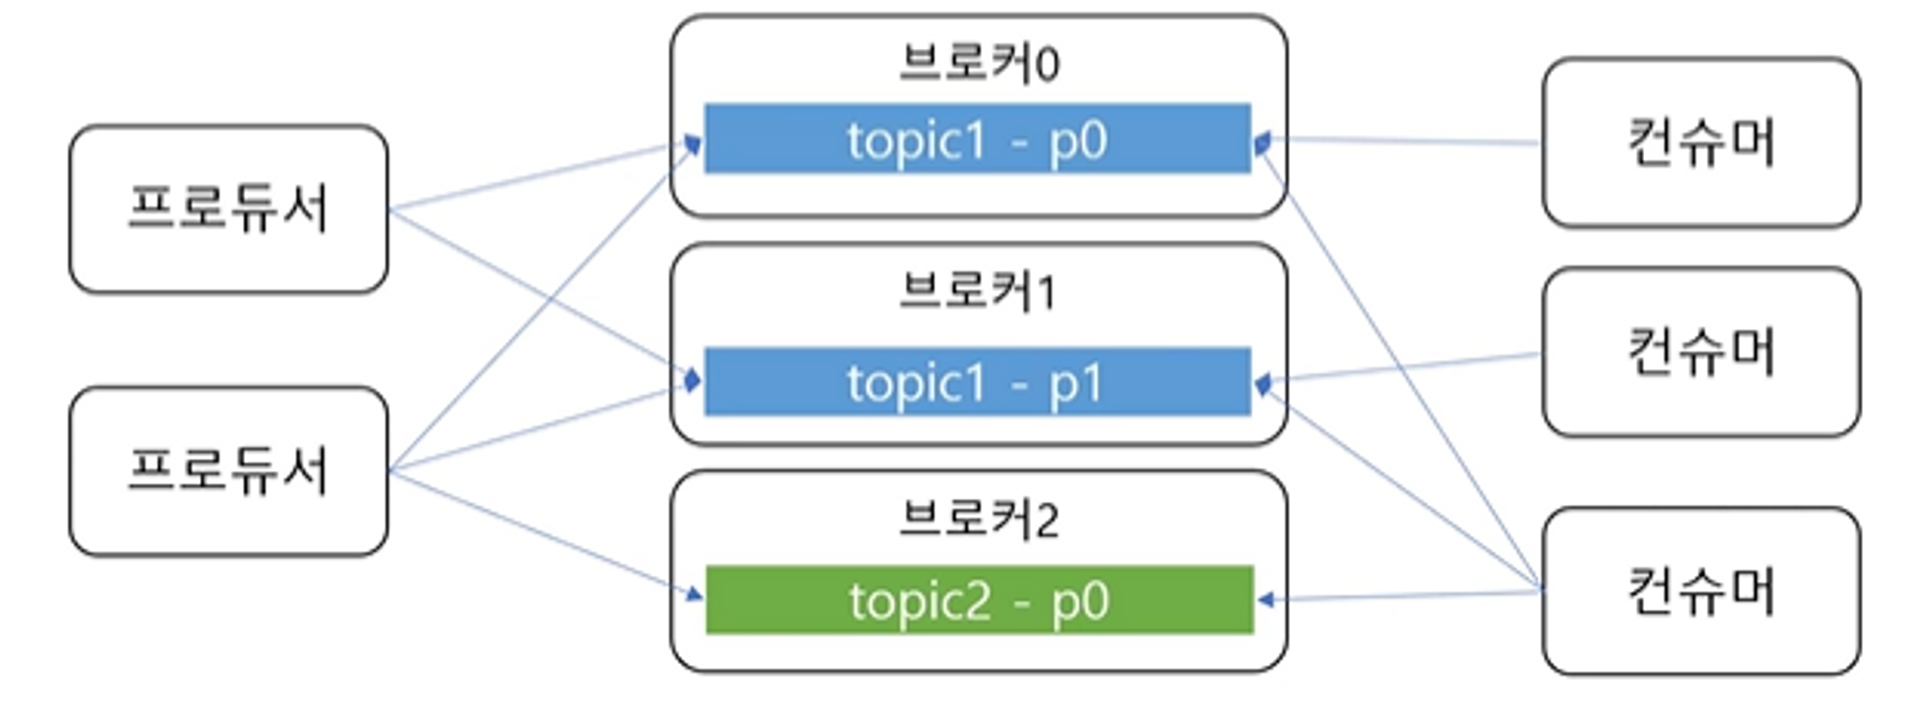 프로듀서
프로듀서
브로커0
topic1 - p0
브로커1
topic1 - p1
브로커2
topic2 - p0
컨슈머
컨슈머
컨슈머